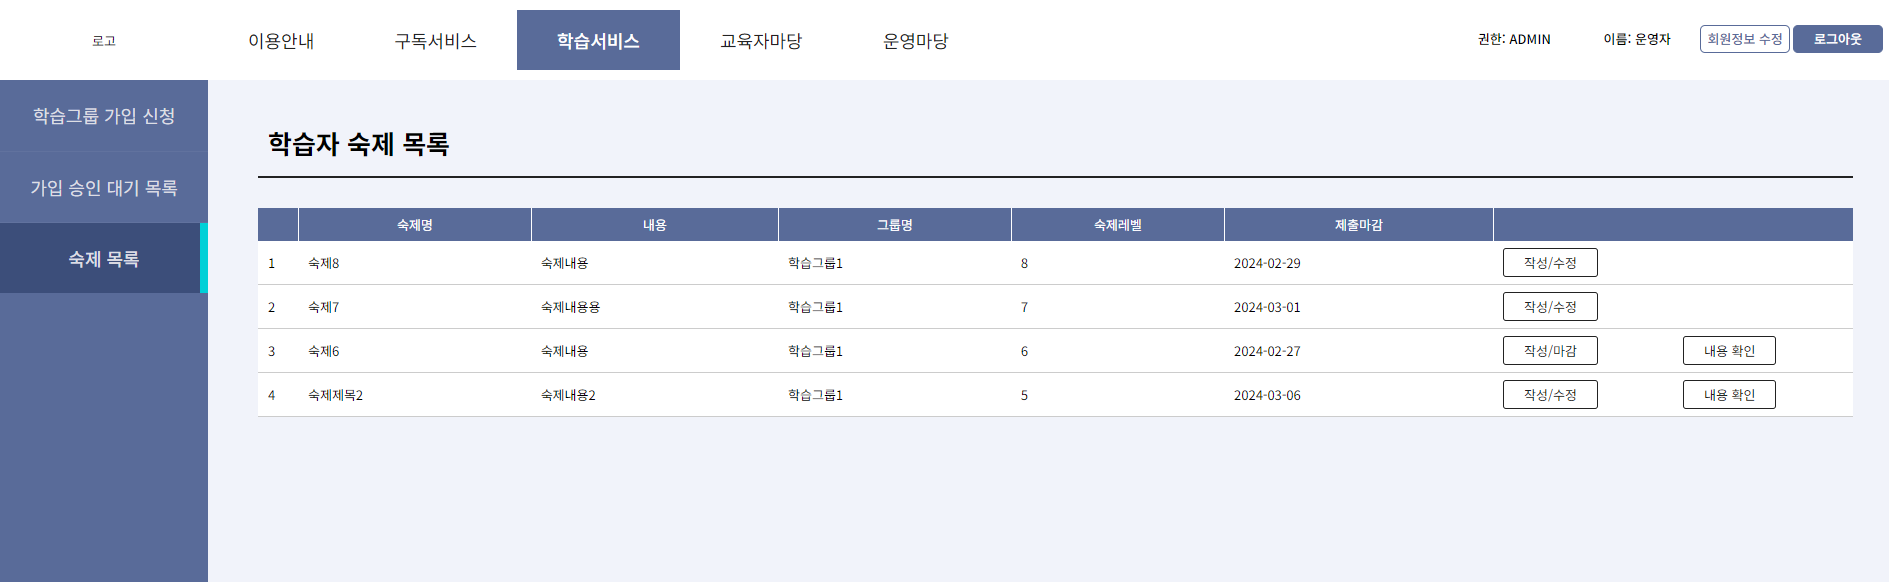 로고 이용안내 구독서비스 학습서비스 교육자마당 운영마당 권한: ADMIN 이름: 운영자 회원정보 수정 로그아웃
학습그룹 가입 신청
가입 승인 대기 목록
숙제 목록
학습자 숙제 목록
숙제명 내용 그룹명 숙제레벨 제출마감
1 숙제8 숙제내용 학습그룹1 8 2024-02-29 작성/수정
2 숙제7 숙제내용용 학습그룹1 7 2024-03-01 작성/수정
3 숙제6 숙제내용 학습그룹1 6 2024-02-27 작성/마감 내용 확인
4 숙제제목2 숙제내용2 학습그룹1 5 2024-03-06 작성/수정 내용 확인